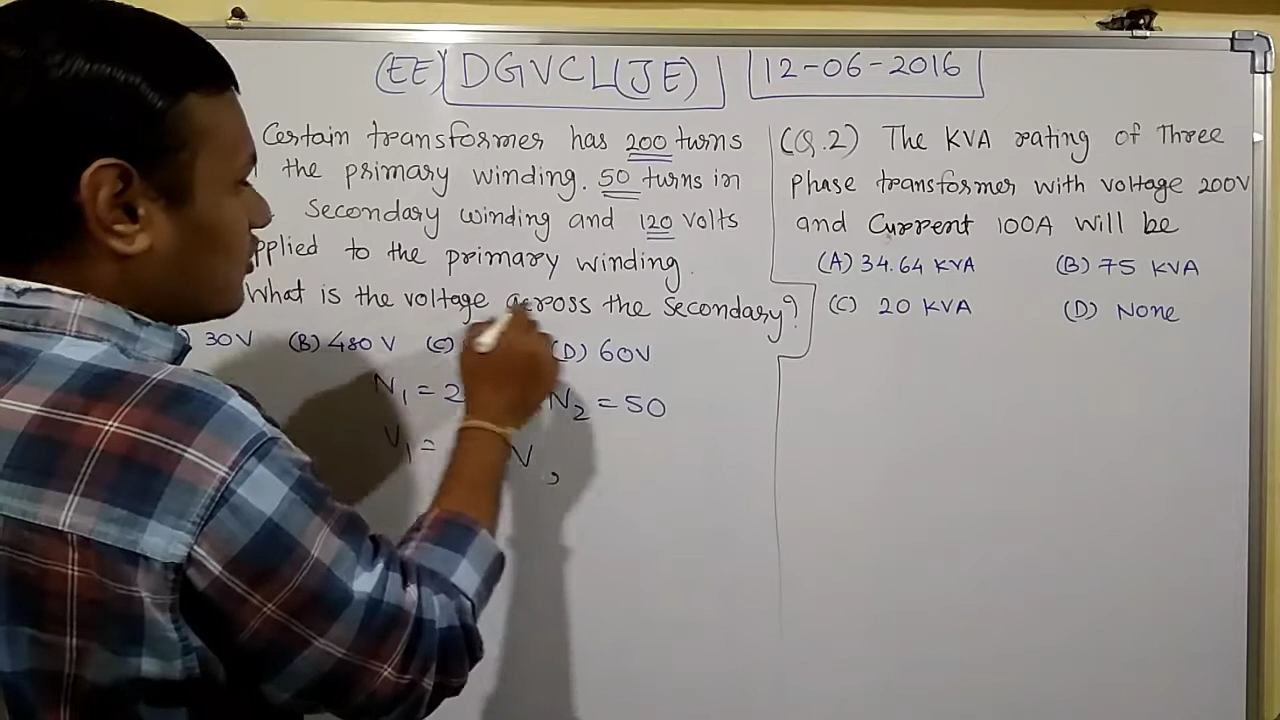 (EE) DGVCL(JE) 12-06-2016
Certain transformer has 200 turns
the primary winding. 50 turns in
secondary winding and 120 volts
applied to the primary winding.
What is the voltage across the secondary?
30V (B) 480 V (C) (D) 60V
N1 = 2 N2 = 50
V1 = V,
(Q.2) The KVA rating of Three
phase transformer with voltage 200V
and Current 100A will be
(A) 34.64 KVA (B) 75 KVA
(C) 20 KVA (D) None